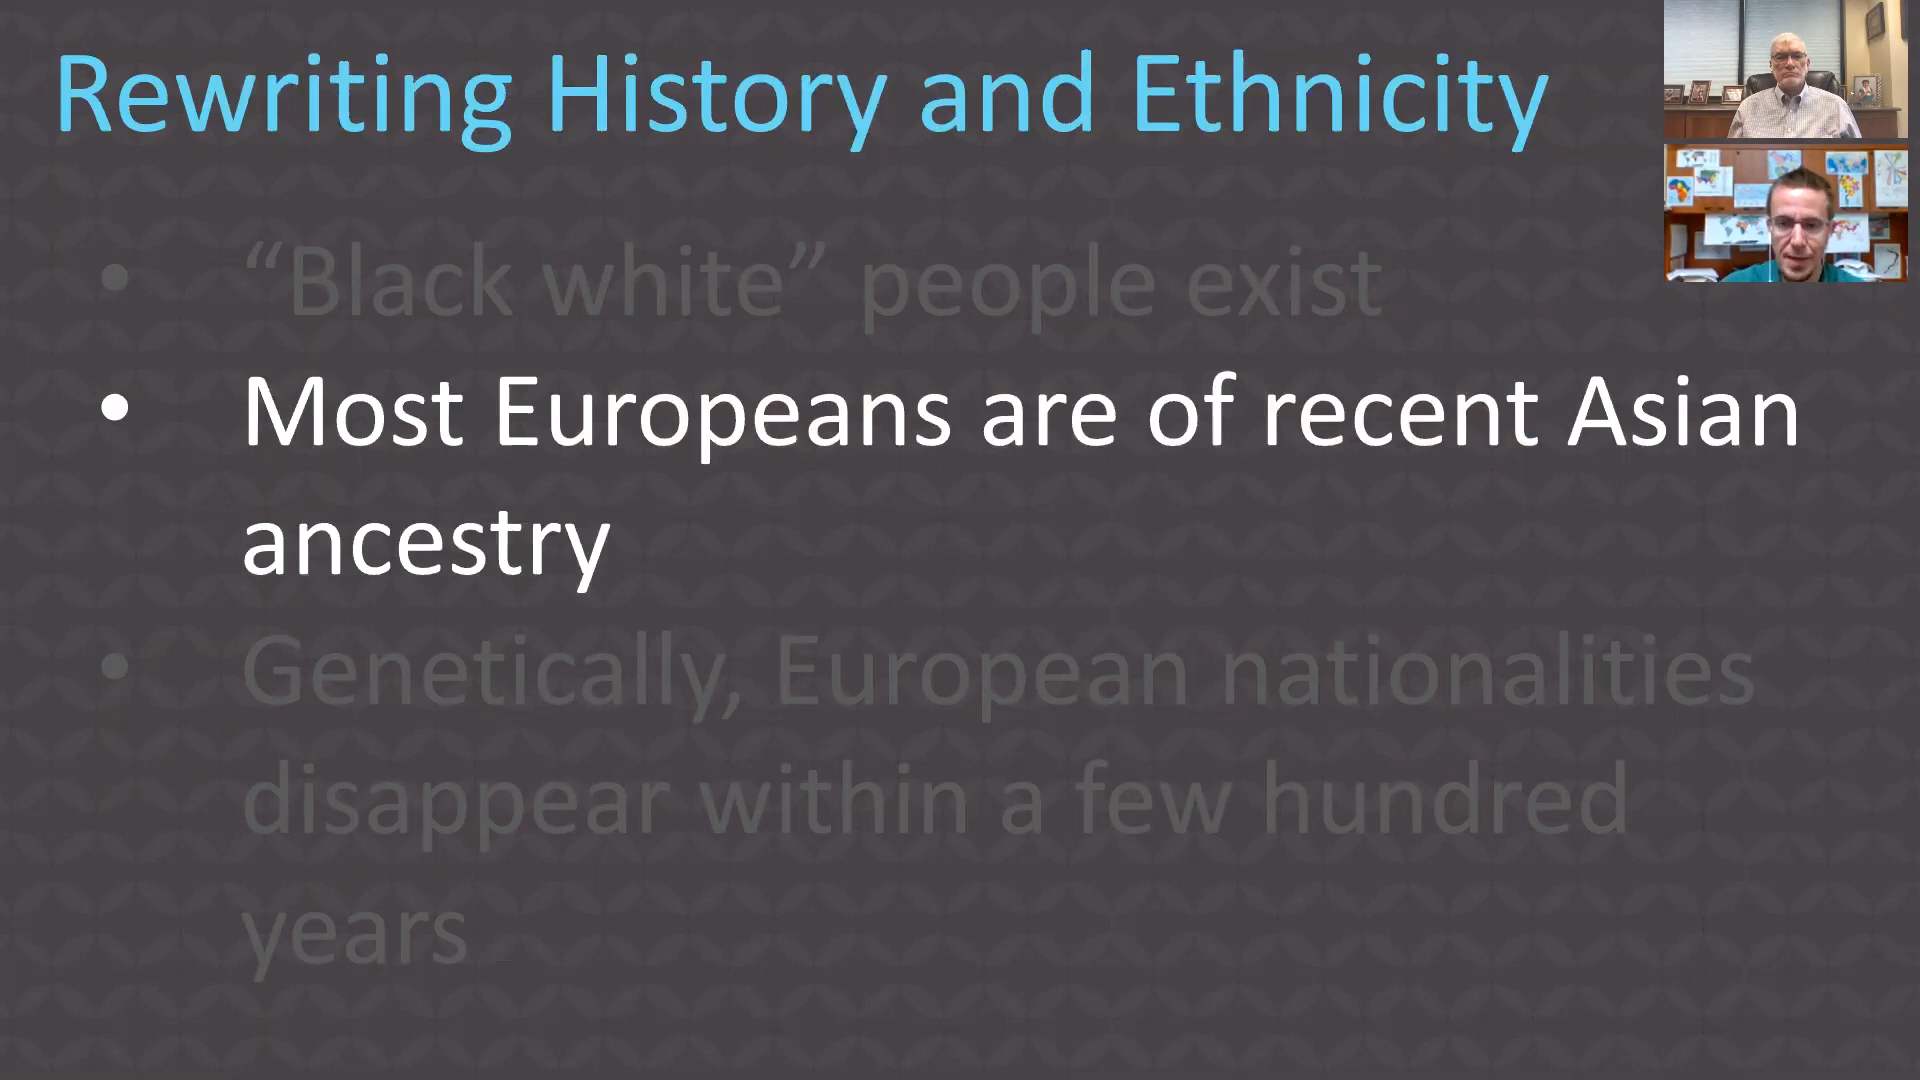 Rewriting History and Ethnicity
• “Black white” people exist
• Most Europeans are of recent Asian
ancestry
• Genetically, European nationalities
disappear within a few hundred
years